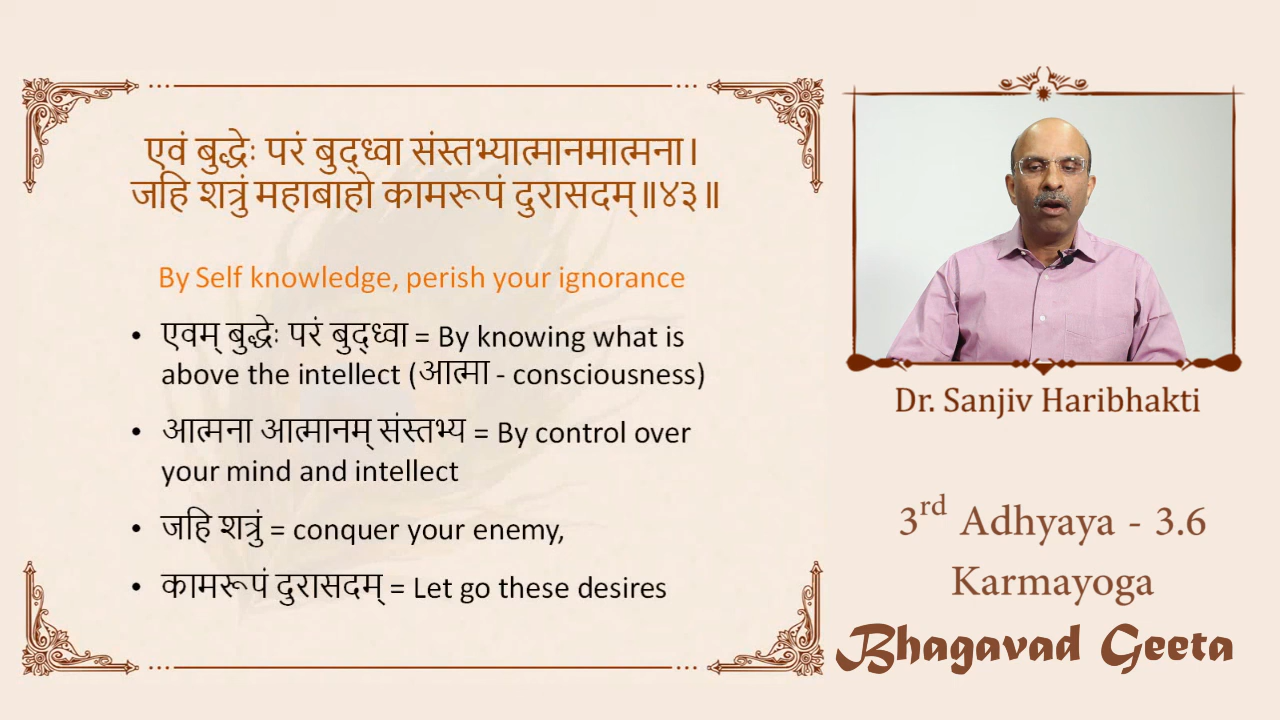 एवं बुद्धेः परं बुद्ध्वा संस्तभ्यात्मानमात्मना।
जहि शत्रुं महाबाहो कामरूपं दुरासदम्॥४३॥
By Self knowledge, perish your ignorance
• एवम् बुद्धेः परं बुद्ध्वा = By knowing what is
above the intellect (आत्मा - consciousness)
• आत्मना आत्मानम् संस्तभ्य = By control over
your mind and intellect
• जहि शत्रुं = conquer your enemy,
• कामरूपं दुरासदम् = Let go these desires
Dr. Sanjiv Haribhakti
3rd Adhyaya - 3.6
Karmayoga
Bhagavad Geeta